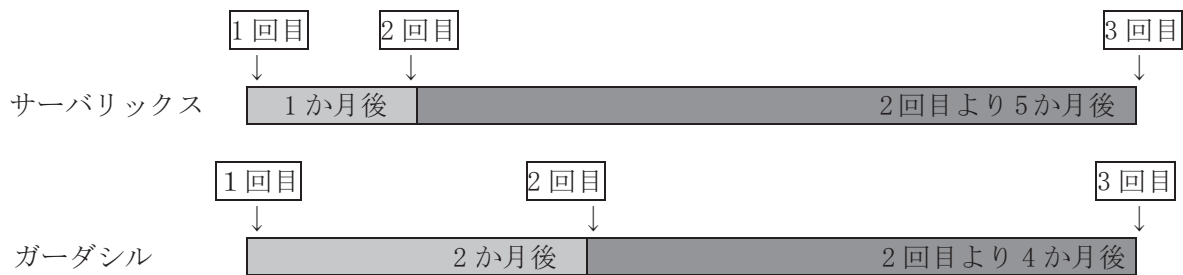 1回目 2回目 3回目
↓ ↓ ↓
サーバリックス 1か月後 2回目より5か月後
1回目 2回目 3回目
↓ ↓ ↓
ガーダシル 2か月後 2回目より4か月後